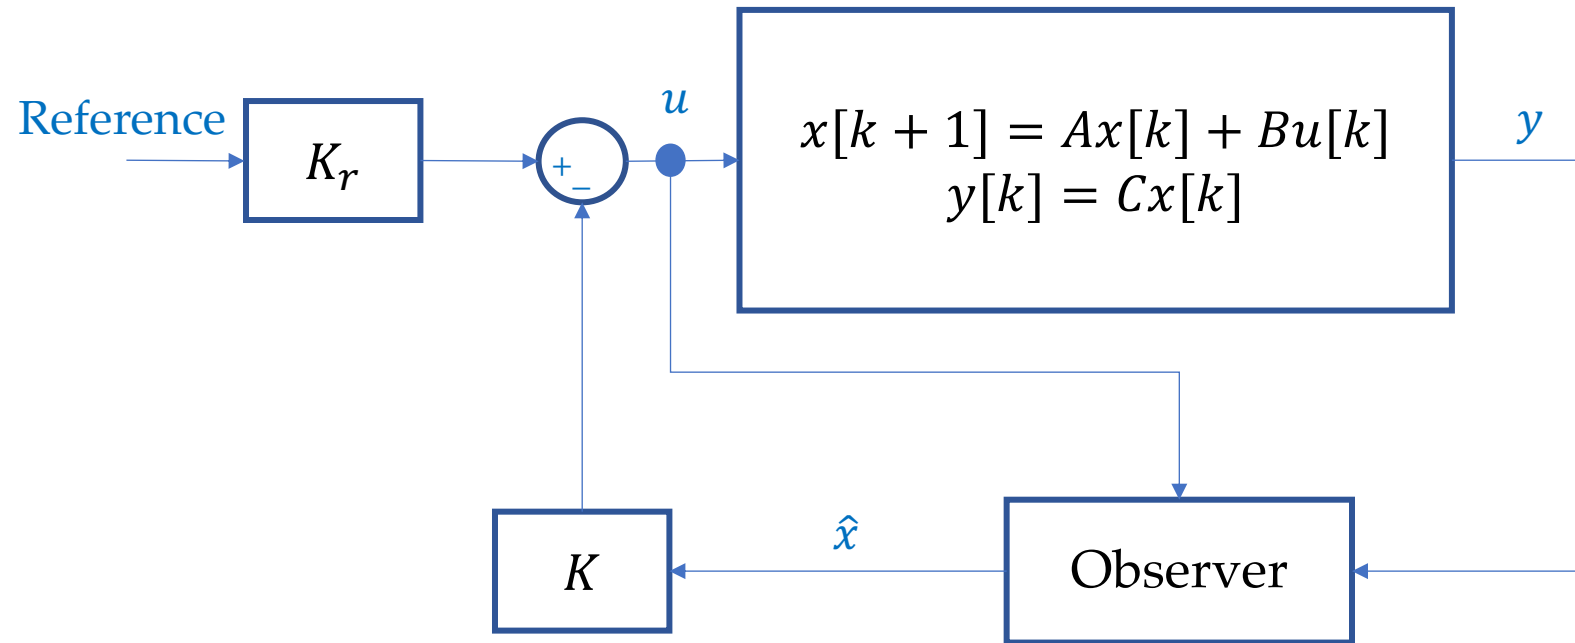 Reference
K_r
+
−
u
x[k + 1] = Ax[k] + Bu[k]
y[k] = Cx[k]
y
K
x̂
Observer